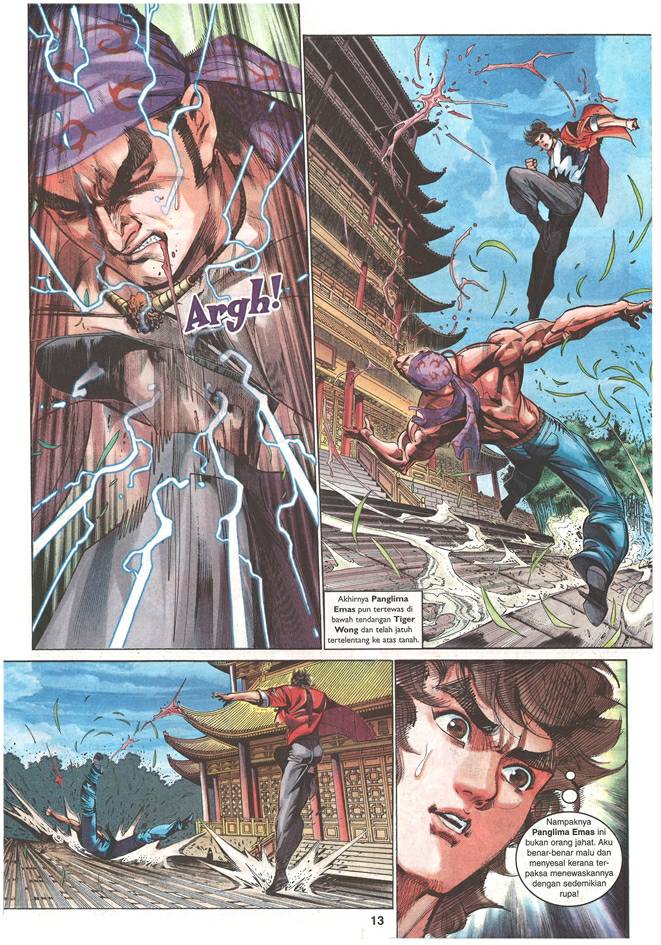 Argh!
Akhirnya Panglima
Emas pun tertewas di
bawah tendangan Tiger
Wong dan telah jatuh
tertelentang ke atas tanah.
Nampaknya
Panglima Emas ini
bukan orang jahat. Aku
benar-benar malu dan
menyesal kerana ter-
paksa menewaskannya
dengan sedemikian
rupa!
13